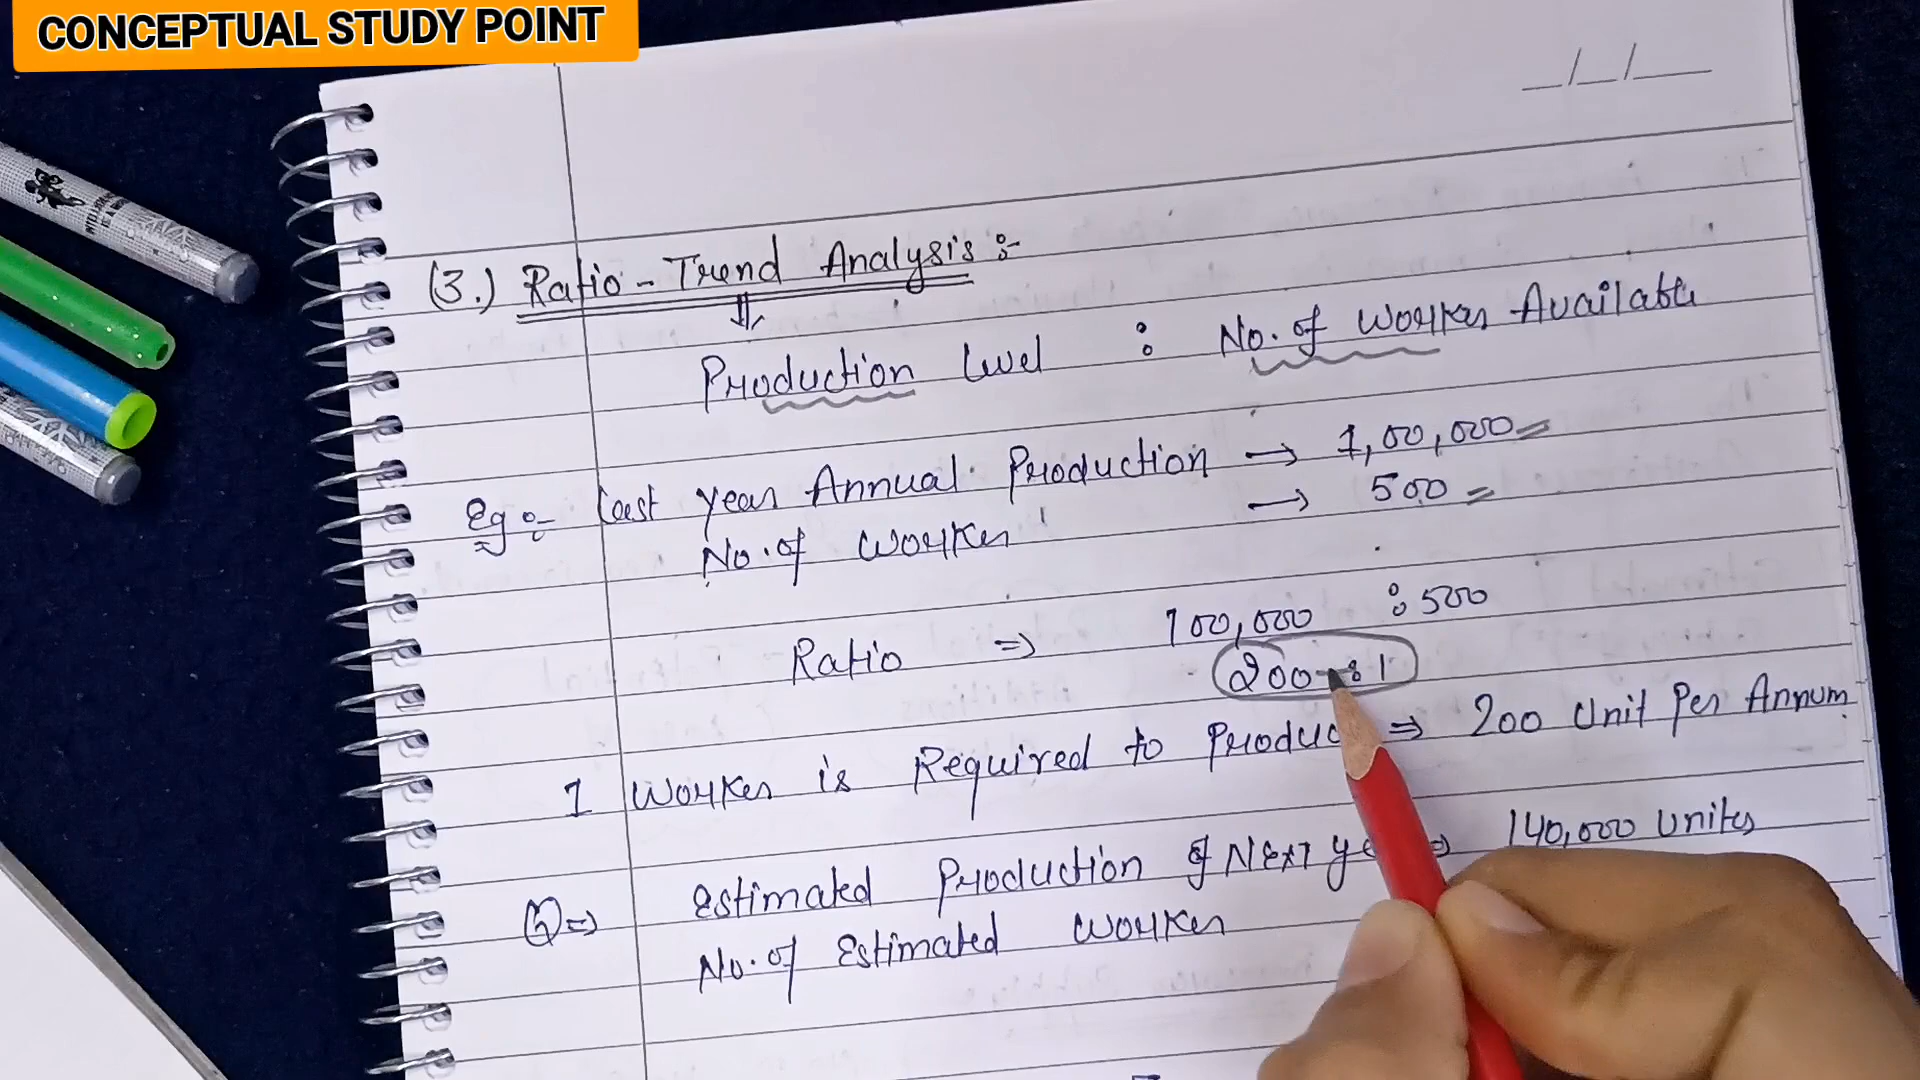 CONCEPTUAL STUDY POINT
_/_/__
(3.) Ratio - Trend Analysis :-
Production level : No. of Worker Available
Eg :- Last year Annual Production → 1,00,000
No. of Worker → 500
Ratio ⇒ 100,000 : 500
200 : 1
1 Worker is Required to Produc ⇒ 200 Unit Per Annum
Q ⇒ Estimated Production of Next ye ⇒ 140,000 Units
No. of Estimated Worker